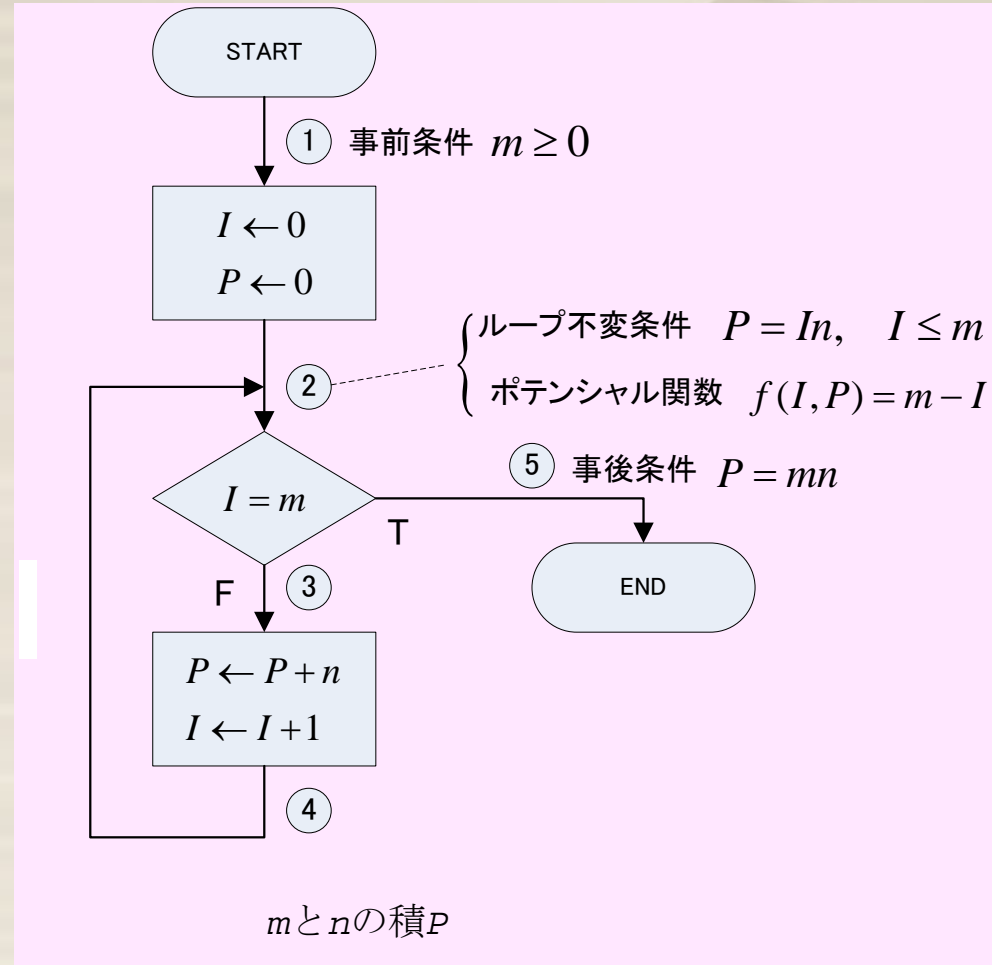 START
① 事前条件 m ≥ 0
I ← 0
P ← 0
② ループ不変条件 P = In, I ≤ m
ポテンシャル関数 f(I, P) = m − I
I = m
⑤ 事後条件 P = mn
T
F ③
END
P ← P + n
I ← I + 1
④
mとnの積P